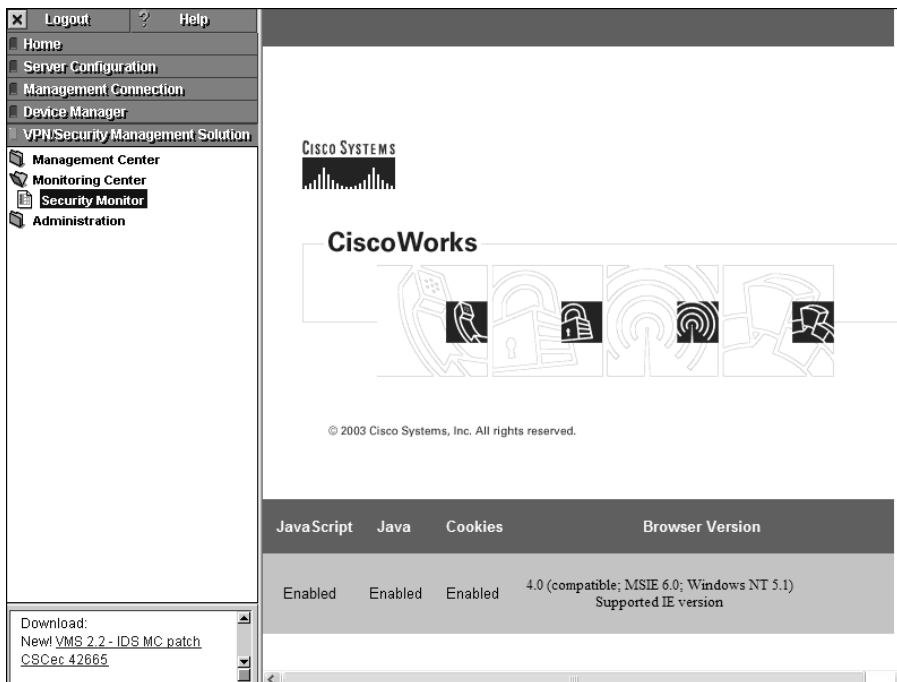 Logout ? Help
Home
Server Configuration
Management Connection
Device Manager
VPN/Security Management Solution
Management Center
Monitoring Center
Security Monitor
Administration
Download:
New! VMS 2.2 - IDS MC patch
CSCec 42665
CISCO SYSTEMS
CiscoWorks
© 2003 Cisco Systems, Inc. All rights reserved.
JavaScript Java Cookies Browser Version
Enabled Enabled Enabled 4.0 (compatible; MSIE 6.0; Windows NT 5.1)
Supported IE version